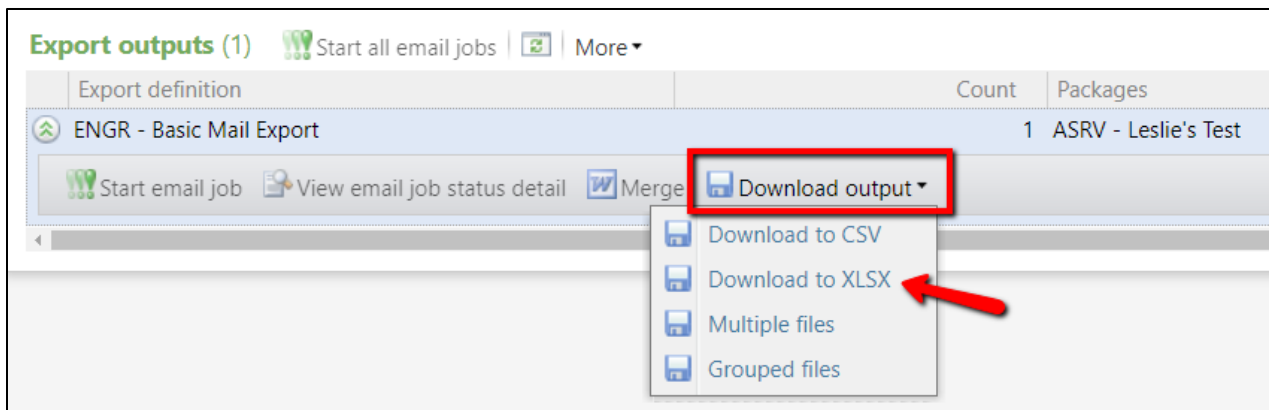 Export outputs (1) Start all email jobs More
Export definition Count Packages
ENGR - Basic Mail Export 1 ASRV - Leslie's Test
Start email job View email job status detail Merge Download output
Download to CSV
Download to XLSX
Multiple files
Grouped files